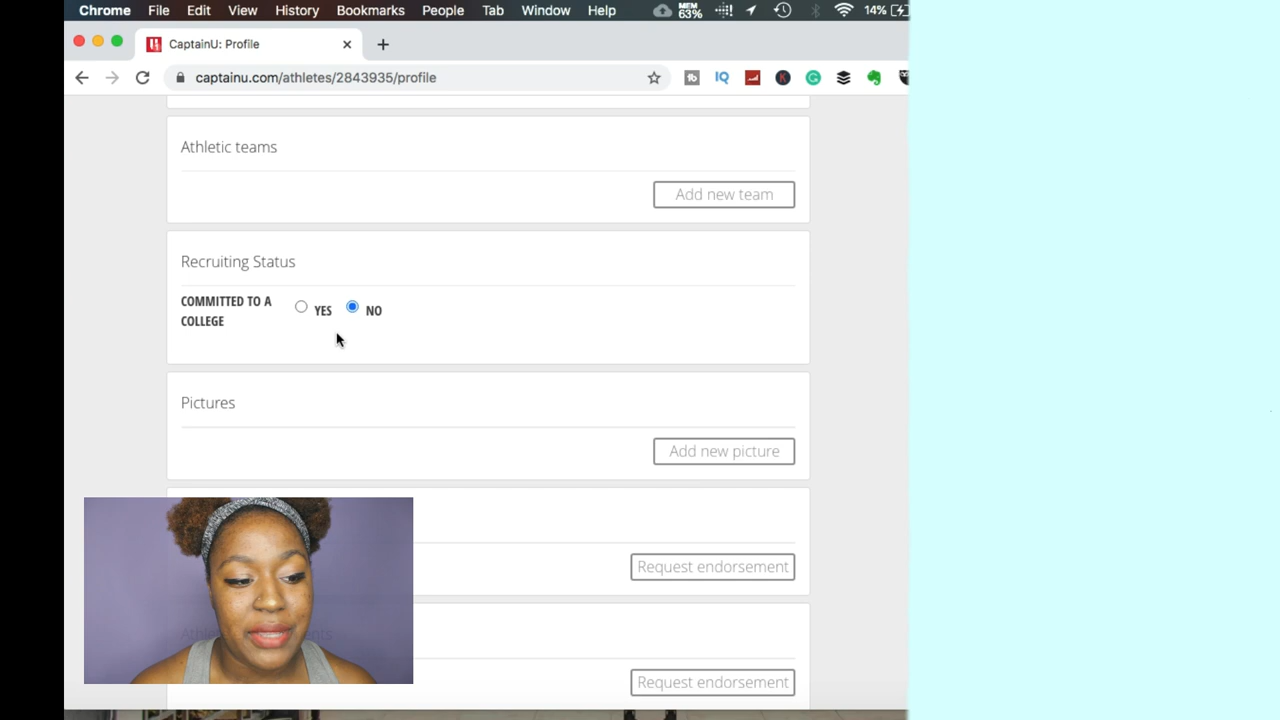 Chrome File Edit View History Bookmarks People Tab Window Help MEM 63% 14%
CaptainU: Profile
captainu.com/athletes/2843935/profile
Athletic teams
Add new team
Recruiting Status
COMMITTED TO A COLLEGE
YES NO
Pictures
Add new picture
Request endorsement
Request endorsement